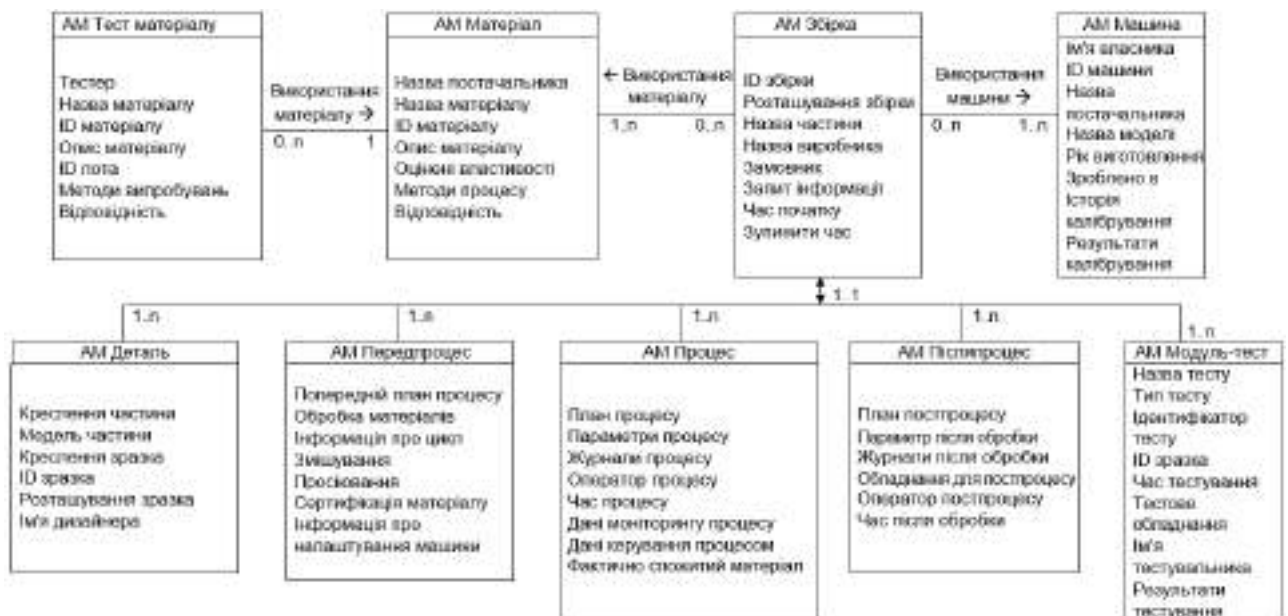 АМ Тест матеріалу
Тестер
Назва матеріалу
ID матеріалу
Опис матеріалу
ID лота
Методи випробувань
Відповідність
Використання
матеріалу →
0..n
1
АМ Матеріал
Назва постачальника
Назва матеріалу
ID матеріалу
Опис матеріалу
Оцінені властивості
Методи процесу
Відповідність
← Використання
матеріалу
1..n
0..n
АМ Збірка
ID збірки
Розташування збірки
Назва частини
Назва виробника
Замовник
Запит інформації
Час початку
Зупинити час
Використання
машини →
0..n
1..n
АМ Машина
Ім'я власника
ID машини
Назва
постачальника
Назва моделі
Рік виготовлення
Зроблено в
Історія
калібрування
Результати
калібрування
1..1
1..n
1..n
1..n
1..n
1..n
АМ Деталь
Креслення частини
Модель частини
Креслення зразка
ID зразка
Розташування зразка
Ім'я дизайнера
АМ Передпроцес
Попередній план процесу
Обробка матеріалів
Інформація про цикл
Змішування
Просіювання
Сертифікація матеріалу
Інформація про
налаштування машини
АМ Процес
План процесу
Параметри процесу
Журнали процесу
Оператор процесу
Час процесу
Дані моніторингу процесу
Дані керування процесом
Фактично спожитий матеріал
АМ Післяпроцес
План постпроцесу
Параметр після обробки
Журнали після обробки
Обладнання для постпроцесу
Оператор постпроцесу
Час після обробки
АМ Модуль-тест
Назва тесту
Тип тесту
Ідентифікатор
тесту
ID зразка
Час тестування
Тестове
обладнання
Ім'я
тестувальника
Результати
тестування